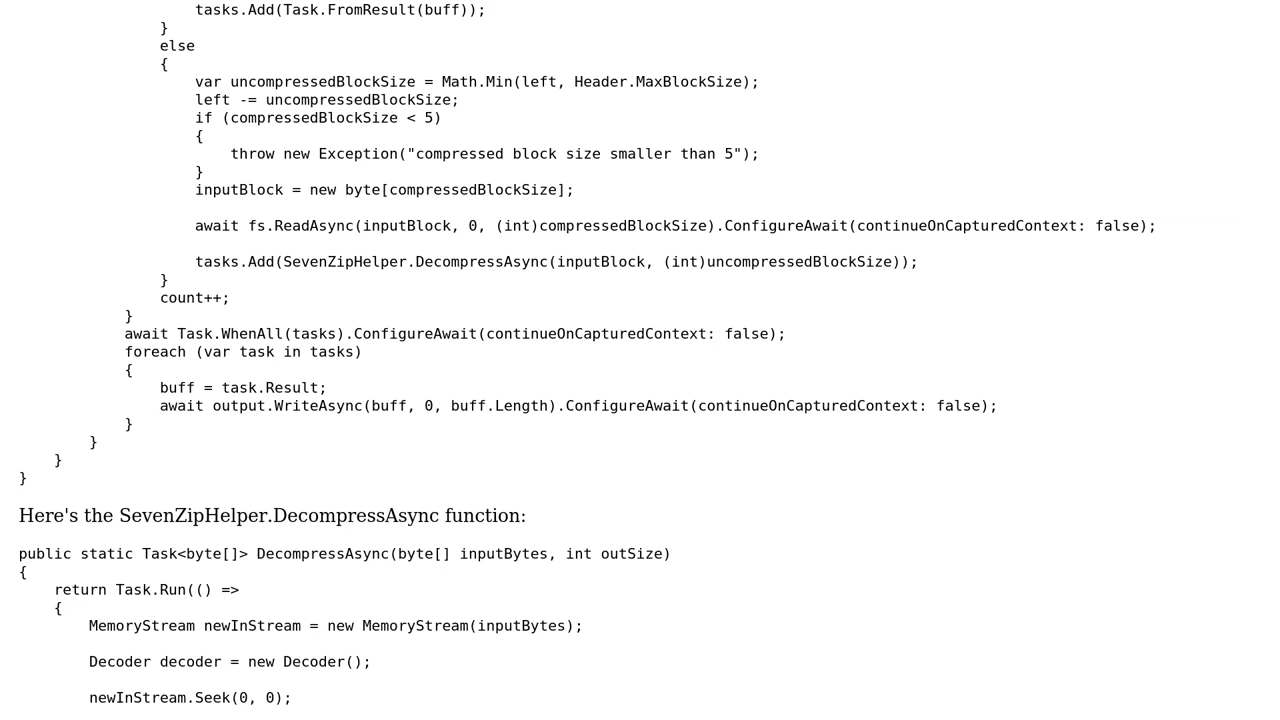 tasks.Add(Task.FromResult(buff));
                }
                else
                {
                    var uncompressedBlockSize = Math.Min(left, Header.MaxBlockSize);
                    left -= uncompressedBlockSize;
                    if (compressedBlockSize < 5)
                    {
                        throw new Exception("compressed block size smaller than 5");
                    }
                    inputBlock = new byte[compressedBlockSize];

                    await fs.ReadAsync(inputBlock, 0, (int)compressedBlockSize).ConfigureAwait(continueOnCapturedContext: false);

                    tasks.Add(SevenZipHelper.DecompressAsync(inputBlock, (int)uncompressedBlockSize));
                }
                count++;
            }
            await Task.WhenAll(tasks).ConfigureAwait(continueOnCapturedContext: false);
            foreach (var task in tasks)
            {
                buff = task.Result;
                await output.WriteAsync(buff, 0, buff.Length).ConfigureAwait(continueOnCapturedContext: false);
            }
        }
    }
}
Here's the SevenZipHelper.DecompressAsync function:
public static Task<byte[]> DecompressAsync(byte[] inputBytes, int outSize)
{
    return Task.Run(() =>
    {
        MemoryStream newInStream = new MemoryStream(inputBytes);

        Decoder decoder = new Decoder();

        newInStream.Seek(0, 0);